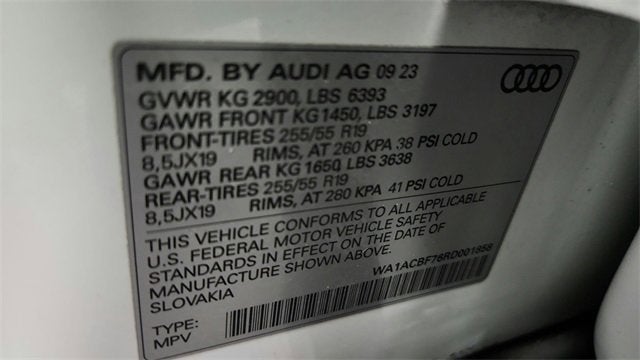 MFD. BY AUDI AG 09 23
GVWR KG 2900, LBS 6393
GAWR FRONT KG1450, LBS 3197
FRONT-TIRES 255/55 R19
8,5JX19 RIMS, AT 260 KPA 38 PSI COLD
GAWR REAR KG 1650, LBS 3638
REAR-TIRES 255/55 R19
8,5JX19 RIMS, AT 280 KPA 41 PSI COLD
THIS VEHICLE CONFORMS TO ALL APPLICABLE
U.S. FEDERAL MOTOR VEHICLE SAFETY
STANDARDS IN EFFECT ON THE DATE OF
MANUFACTURE SHOWN ABOVE.
SLOVAKIA
WA1ACBF76RD001858
TYPE:
MPV